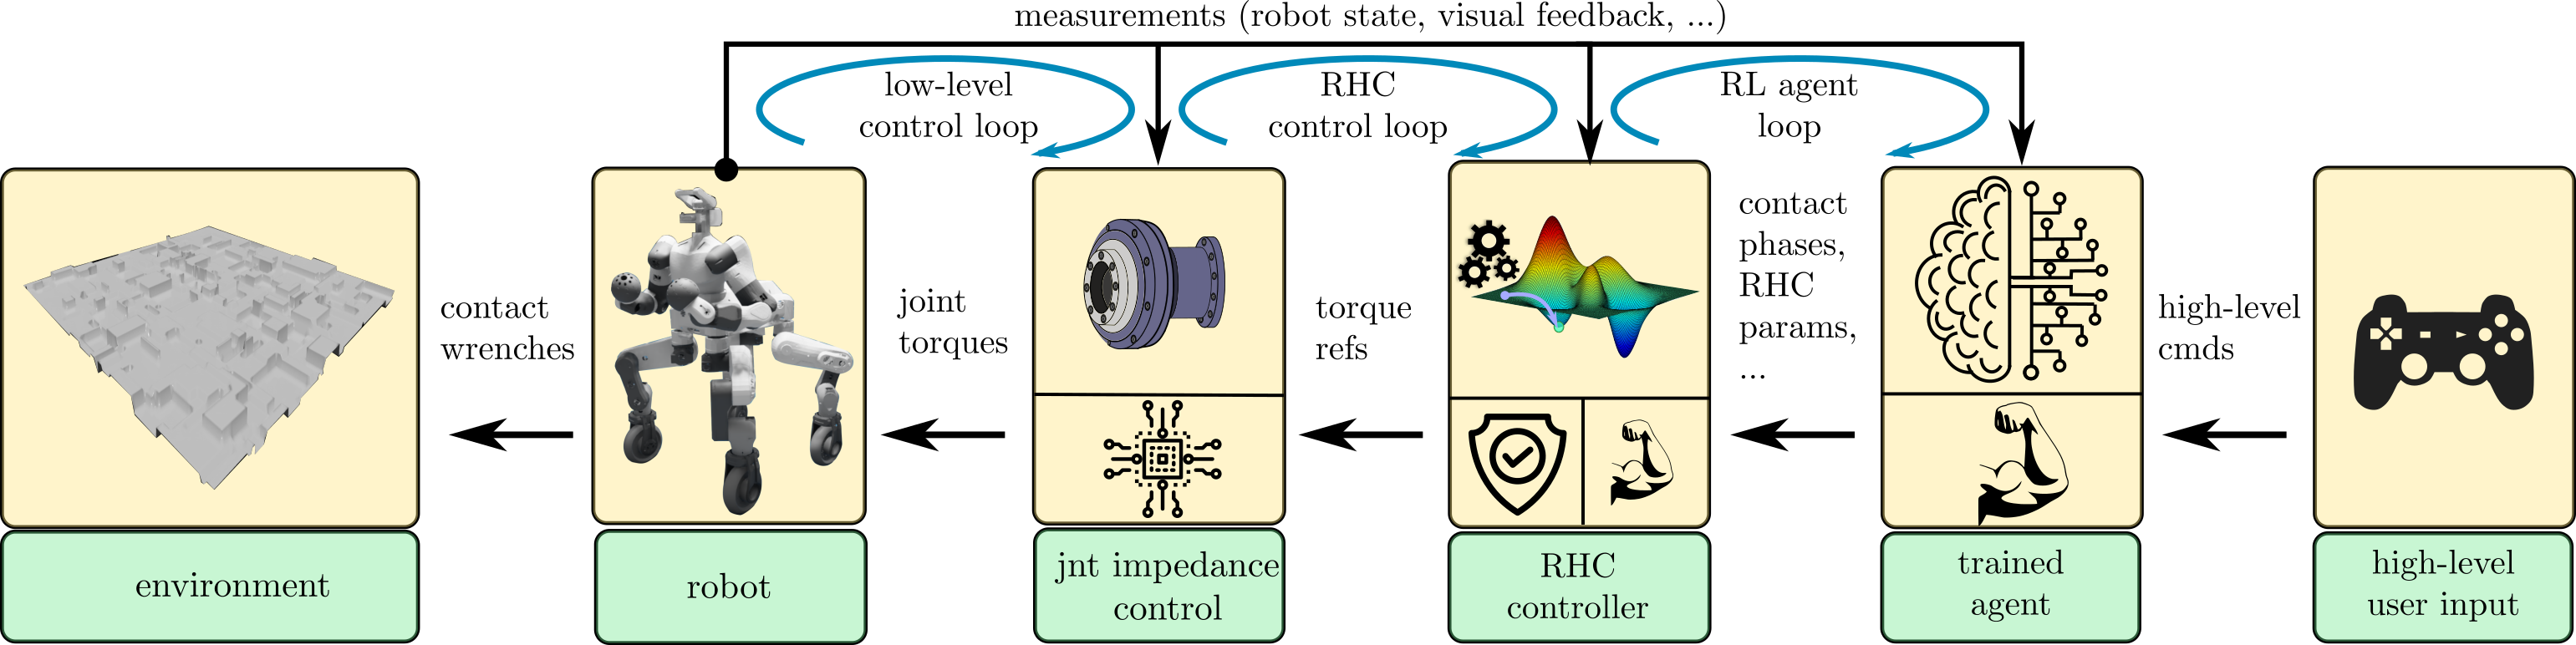 measurements (robot state, visual feedback, ...)
low-level
control loop
RHC
control loop
RL agent
loop
contact
wrenches
joint
torques
torque
refs
contact
phases,
RHC
params,
...
high-level
cmds
environment
robot
jnt impedance
control
RHC
controller
trained
agent
high-level
user input